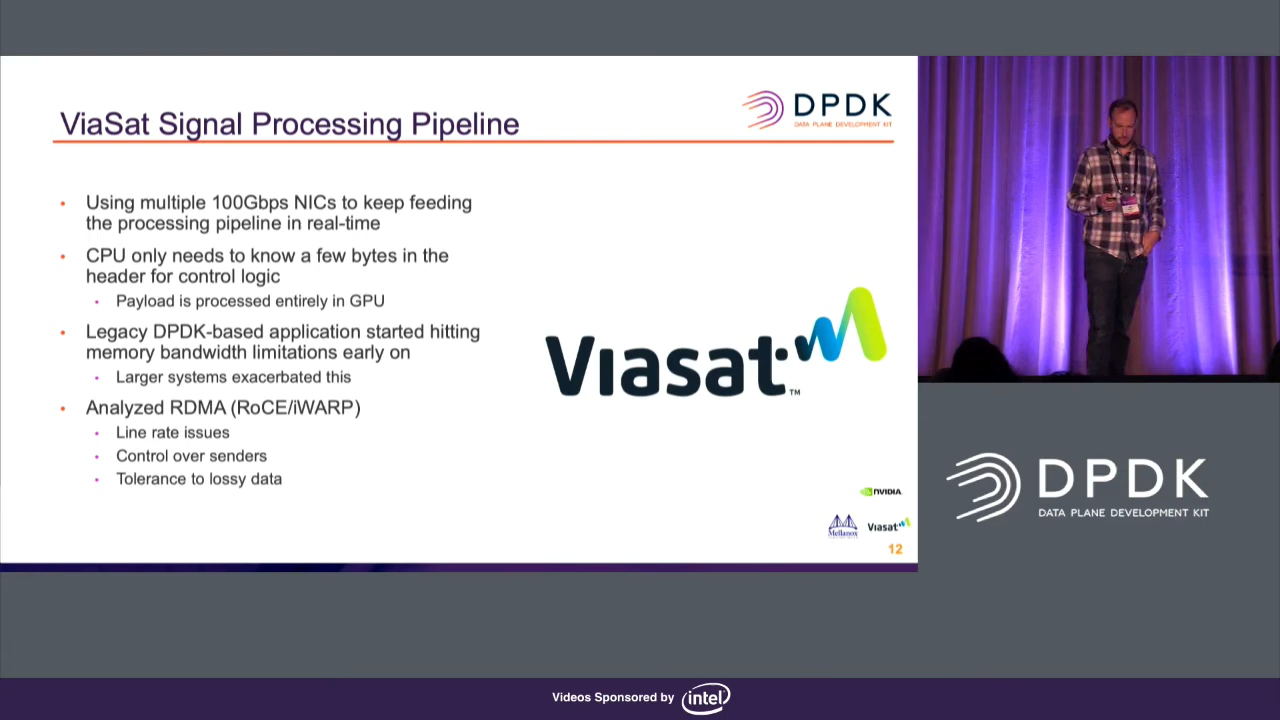 ViaSat Signal Processing Pipeline
DPDK
DATA PLANE DEVELOPMENT KIT
• Using multiple 100Gbps NICs to keep feeding
the processing pipeline in real-time
• CPU only needs to know a few bytes in the
header for control logic
• Payload is processed entirely in GPU
• Legacy DPDK-based application started hitting
memory bandwidth limitations early on
• Larger systems exacerbated this
• Analyzed RDMA (RoCE/iWARP)
• Line rate issues
• Control over senders
• Tolerance to lossy data
Viasat™
NVIDIA
Mellanox
Viasat
12
DPDK
DATA PLANE DEVELOPMENT KIT
Videos Sponsored by
intel